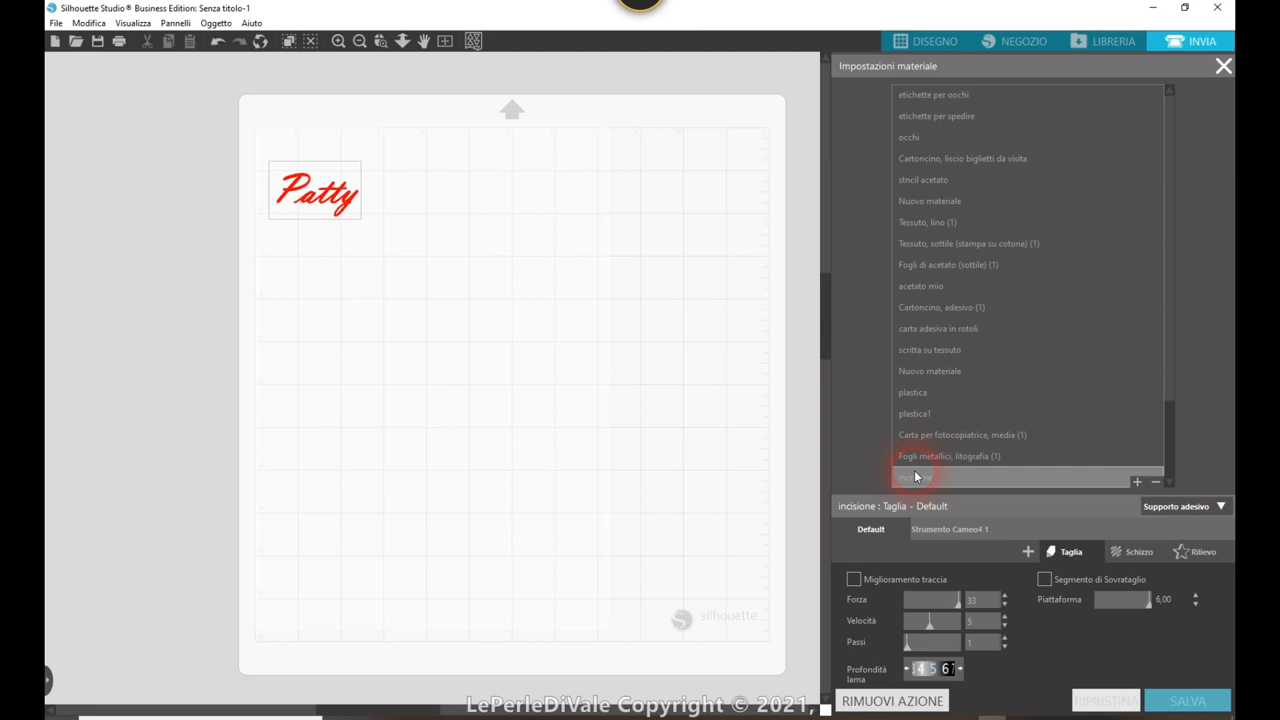 Silhouette Studio® Business Edition: Senza titolo-1
File Modifica Visualizza Pannelli Oggetto Aiuto
DISEGNO NEGOZIO LIBRERIA INVIA
Impostazioni materiale
etichette per oochi
etichette per spedire
occhi
Cartoncino, liscio biglietti da visita
stncil acetato
Nuovo materiale
Tessuto, lino (1)
Tessuto, sottile (stampa su cotone) (1)
Fogli di acetato (sottile) (1)
acetato mio
Cartoncino, adesivo (1)
carta adesiva in rotoli
scritta su tessuto
Nuovo materiale
plastica
plastica1
Carta per fotocopiatrice, media (1)
Fogli metallici, litografia (1)
Patty
silhouette
incisione : Taglia - Default
Supporto adesivo
Default Strumento Cameo4 1
Taglia Schizzo Rilievo
Miglioramento traccia Segmento di Sovrataglio
Forza 33 Piattaforma 6,00
Velocità 5
Passi 1
Profondità lama 4 5 6
RIMUOVI AZIONE RIPRISTINA SALVA
LePerleDiVale Copyright © 2021,